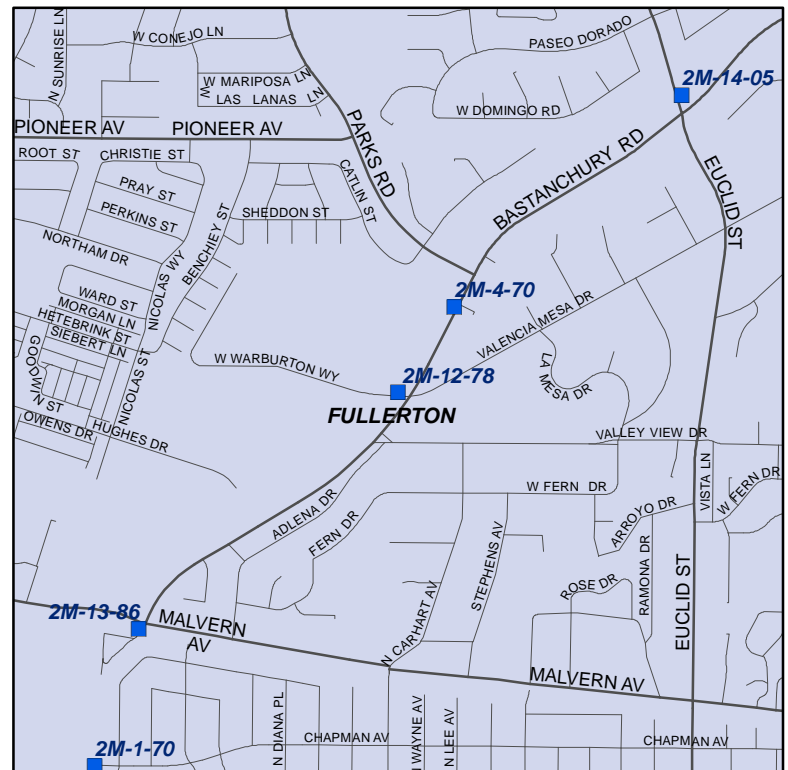 N SUNRISE LN
W CONEJO LN
PASEO DORADO
2M-14-05
W MARIPOSA LN
W LAS LANAS LN
W DOMINGO RD
PIONEER AV
PIONEER AV
PARKS RD
ROOT ST
CHRISTIE ST
CATLIN ST
BASTANCHURY RD
EUCLID ST
PRAY ST
PERKINS ST
SHEDDON ST
BENCHIEY ST
NORTHAM DR
NICOLAS WY
WARD ST
MORGAN LN
HETEBRINK ST
SIEBERT LN
2M-4-70
VALENCIA MESA DR
GOODWIN ST
NICOLAS ST
W WARBURTON WY
2M-12-78
LA MESA DR
FULLERTON
OWENS DR
HUGHES DR
VALLEY VIEW DR
VISTA LN
W FERN DR
W FERN DR
ADLENA DR
FERN DR
ARROYO DR
STEPHENS AV
ROSE DR
RAMONA DR
EUCLID ST
2M-13-86
MALVERN
AV
N CARHART AV
MALVERN AV
N DIANA PL
N WAYNE AV
N LEE AV
2M-1-70
CHAPMAN AV
CHAPMAN AV